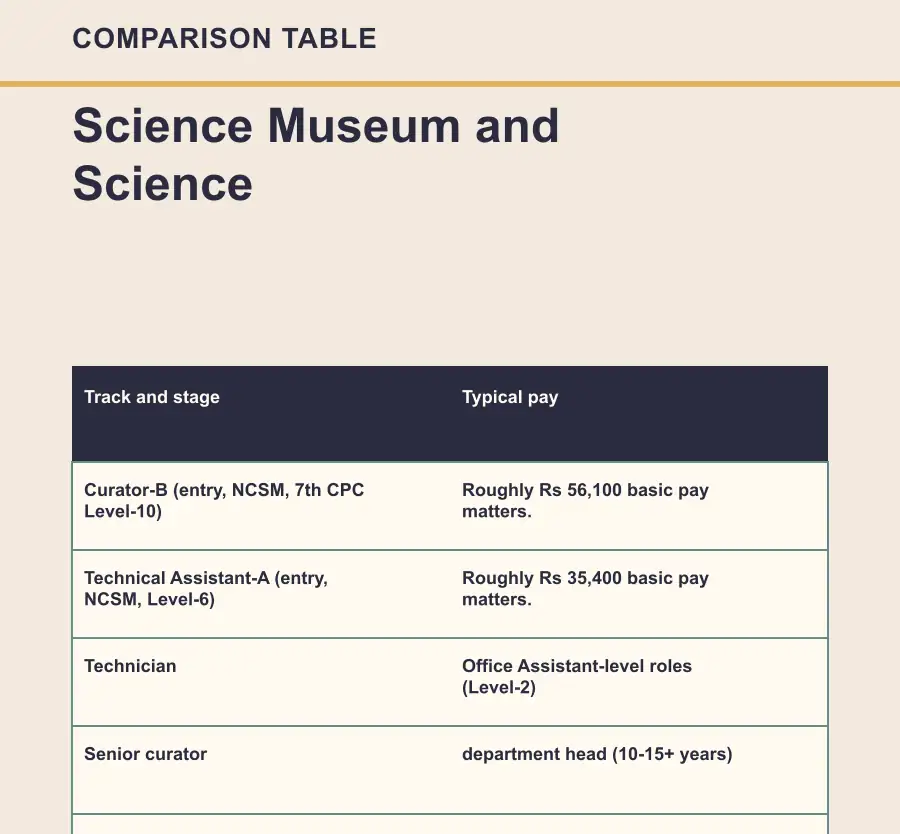 COMPARISON TABLE
Science Museum and
Science
Track and stage
Typical pay
Curator-B (entry, NCSM, 7th CPC
Level-10)
Roughly Rs 56,100 basic pay
matters.
Technical Assistant-A (entry,
NCSM, Level-6)
Roughly Rs 35,400 basic pay
matters.
Technician
Office Assistant-level roles
(Level-2)
Senior curator
department head (10-15+ years)